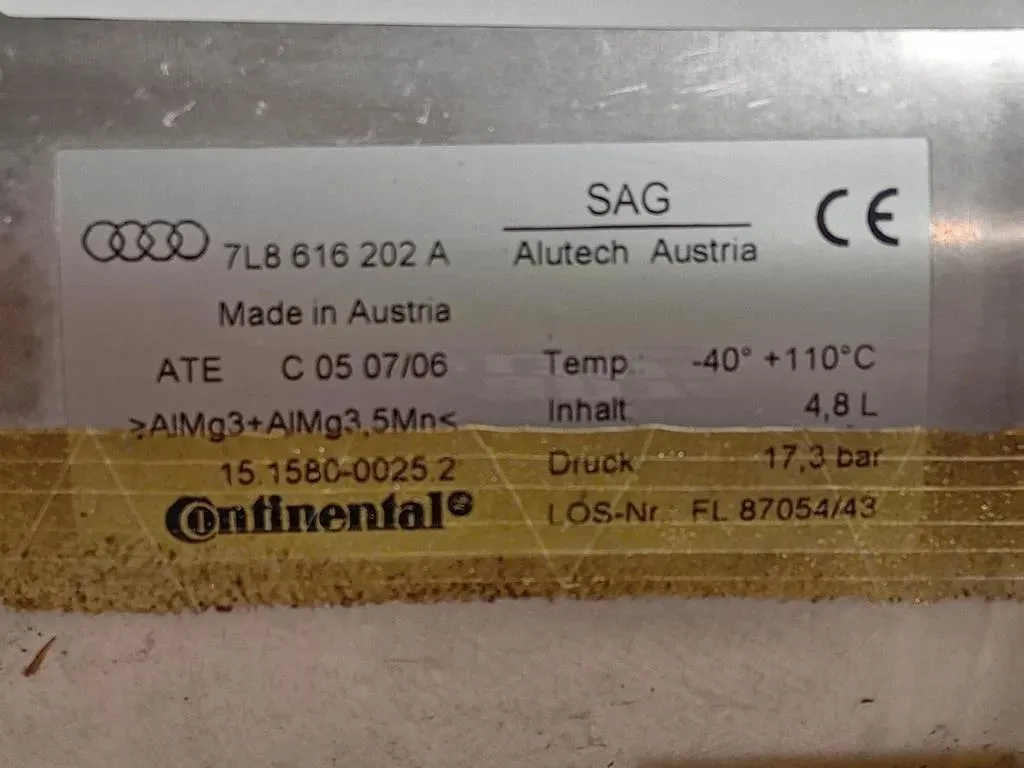 7L8 616 202 A
Made in Austria
ATE C 05 07/06
>AlMg3+AlMg3,5Mn<
15.1580-0025.2
Continental
SAG
Alutech Austria
CE
Temp.: -40° +110°C
Inhalt 4,8 L
Druck 17,3 bar
LOS-Nr. FL 87054/43